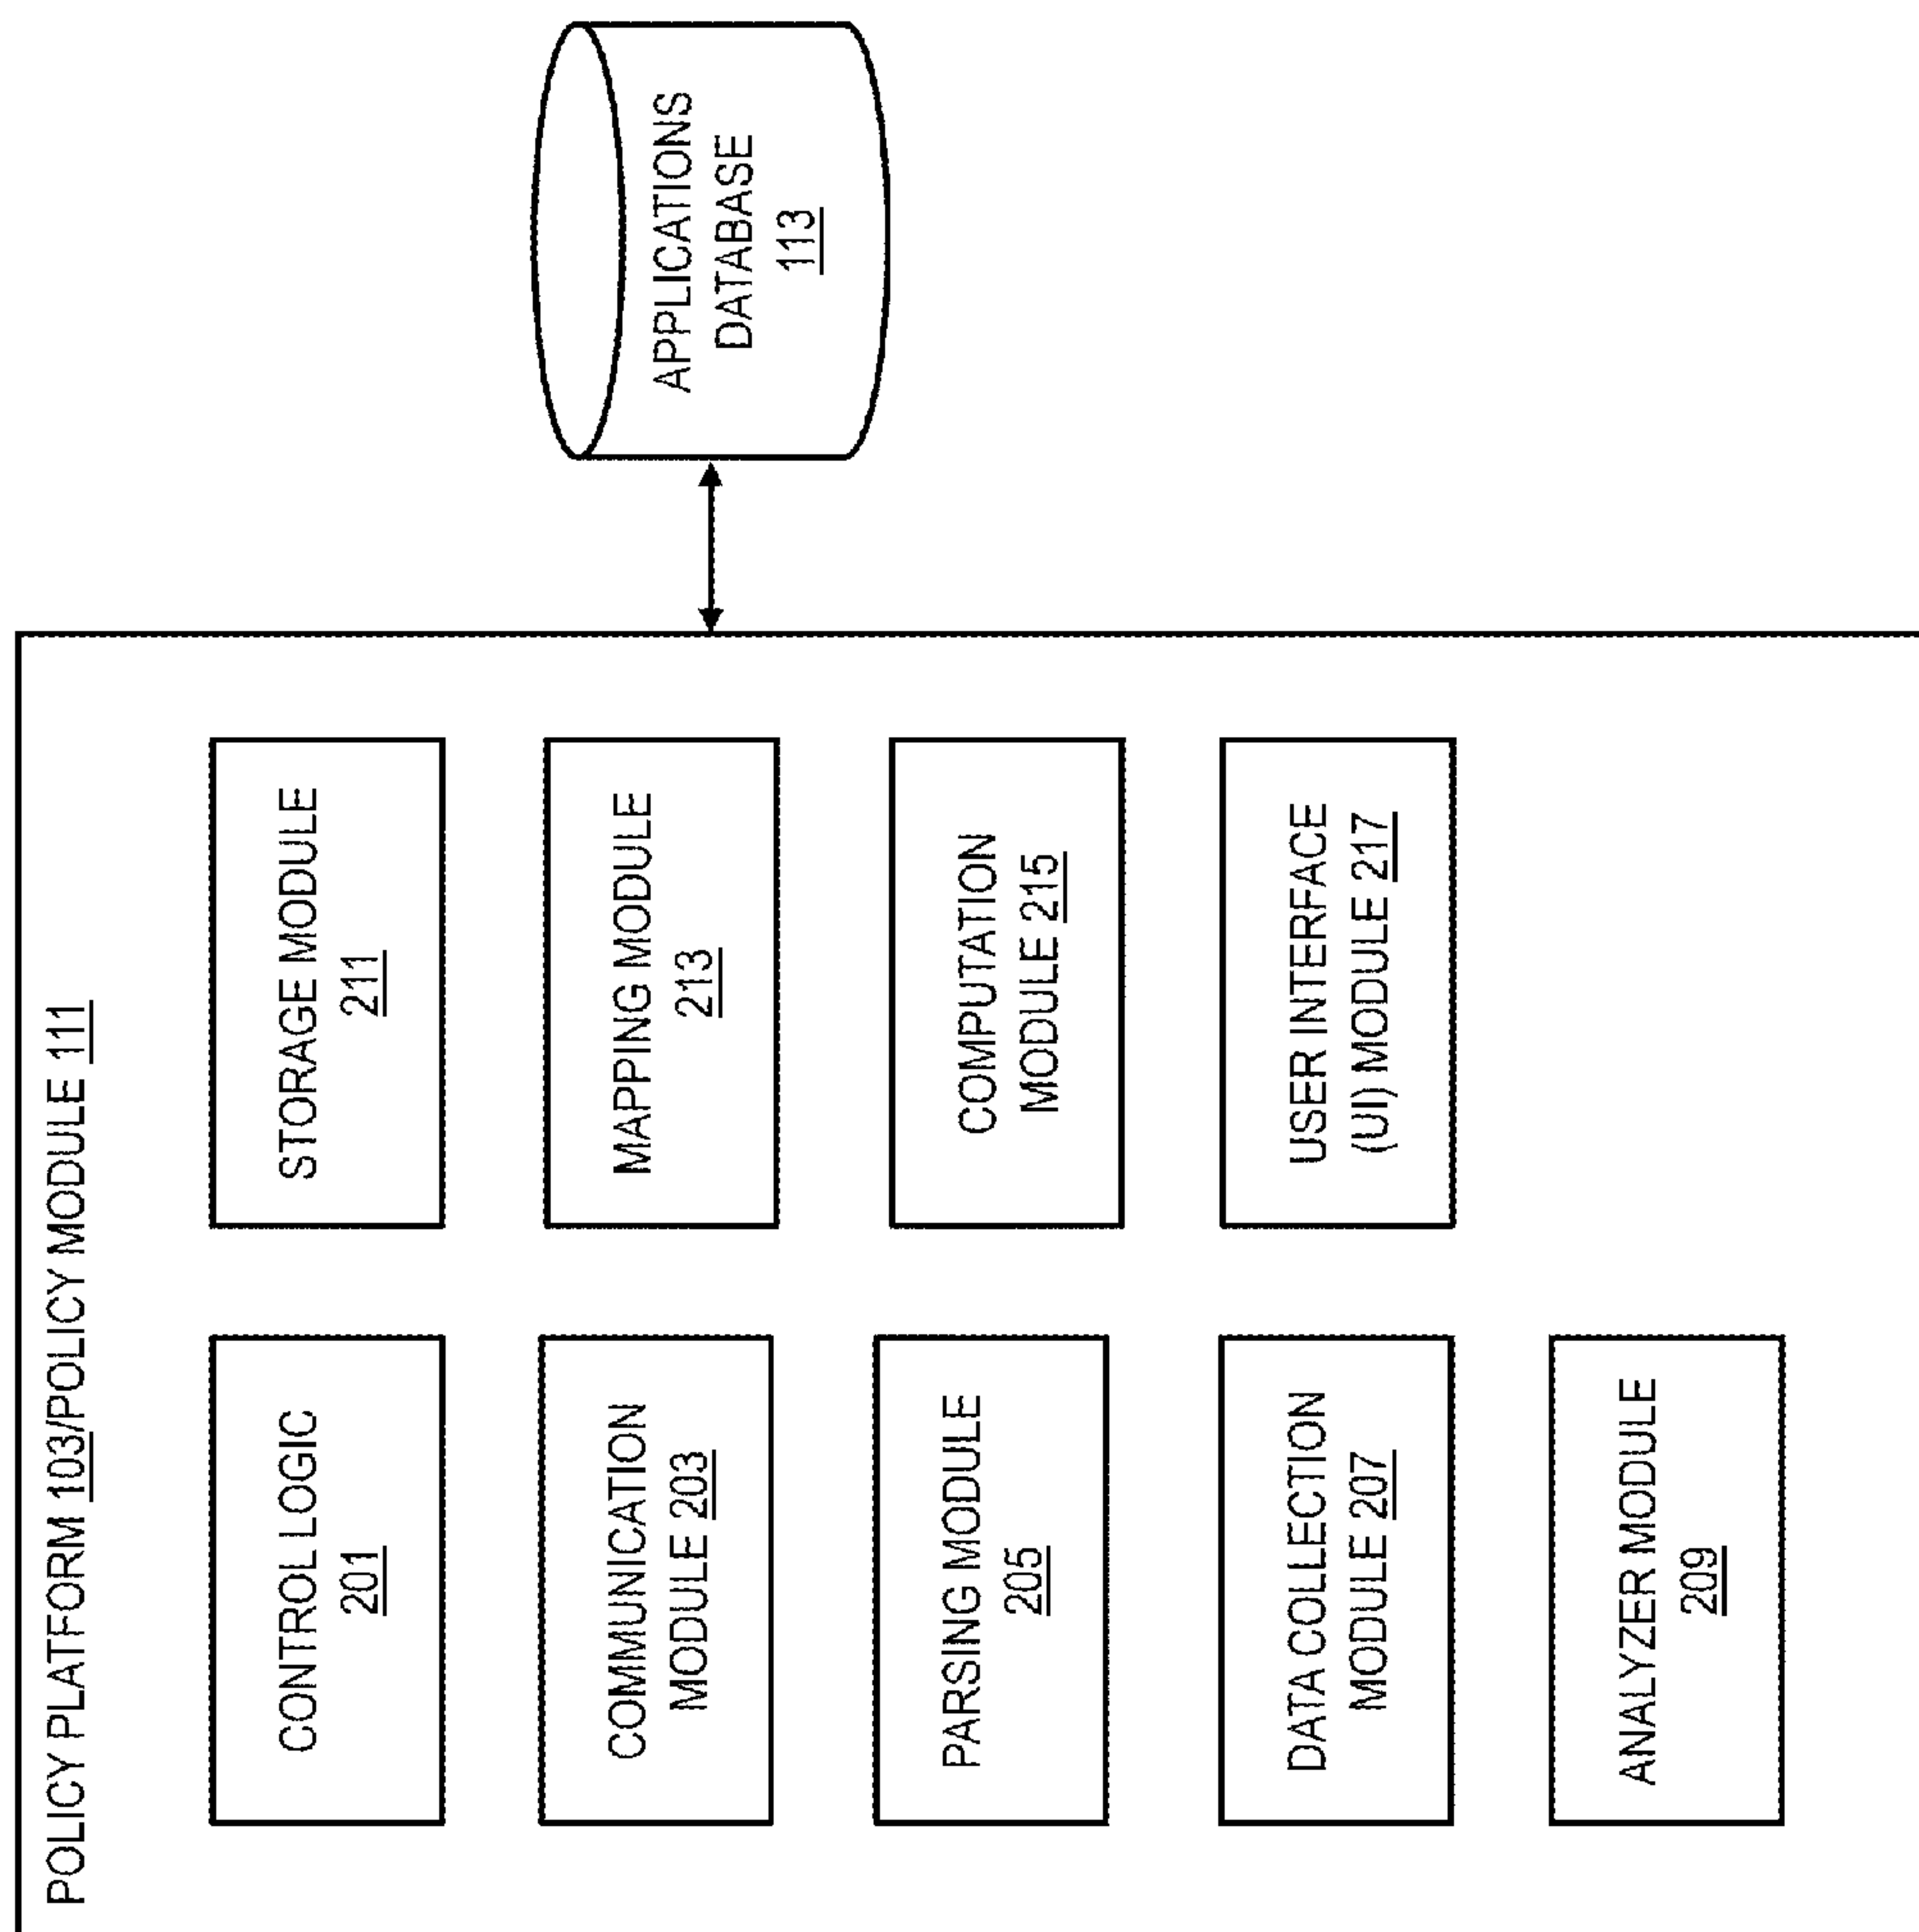 POLICY PLATFORM 103/POLICY MODULE 111
CONTROL LOGIC
201
COMMUNICATION
MODULE 203
PARSING MODULE
205
DATA COLLECTION
MODULE 207
ANALYZER MODULE
209
STORAGE MODULE
211
MAPPING MODULE
213
COMPUTATION
MODULE 215
USER INTERFACE
(UI) MODULE 217
APPLICATIONS
DATABASE
113